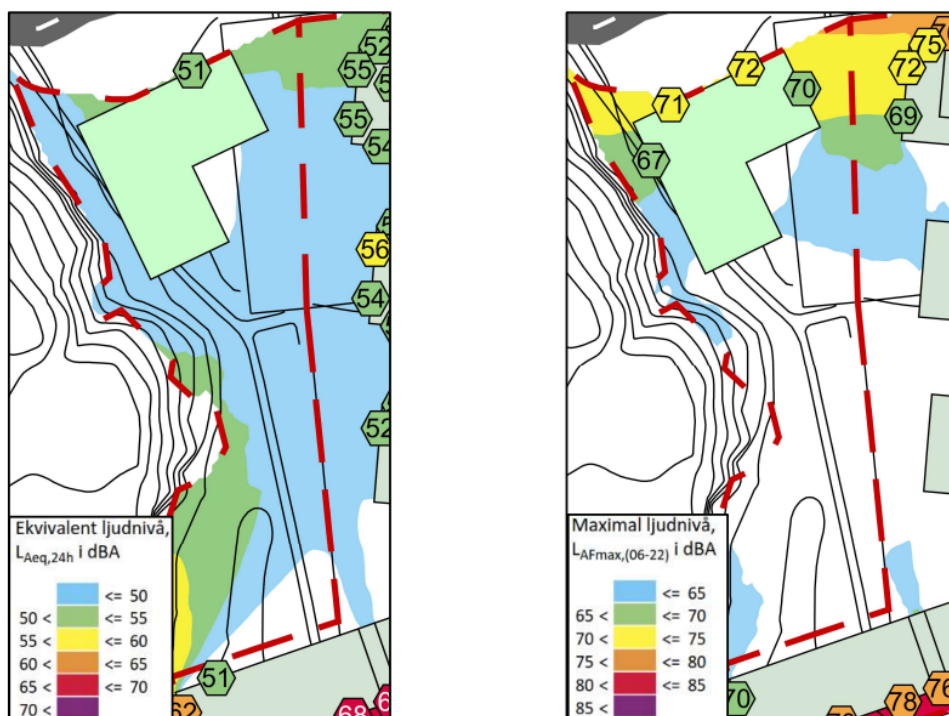 51
52
55
55
54
56
54
52
51
62
68
Ekvivalent ljudnivå,
LAeq,24h i dBA
<= 50
50 < <= 55
55 < <= 60
60 < <= 65
65 < <= 70
70 <
75
72
72
71
70
69
67
70
78
76
Maximal ljudnivå,
LAFmax,(06-22) i dBA
<= 65
65 < <= 70
70 < <= 75
75 < <= 80
80 < <= 85
85 <